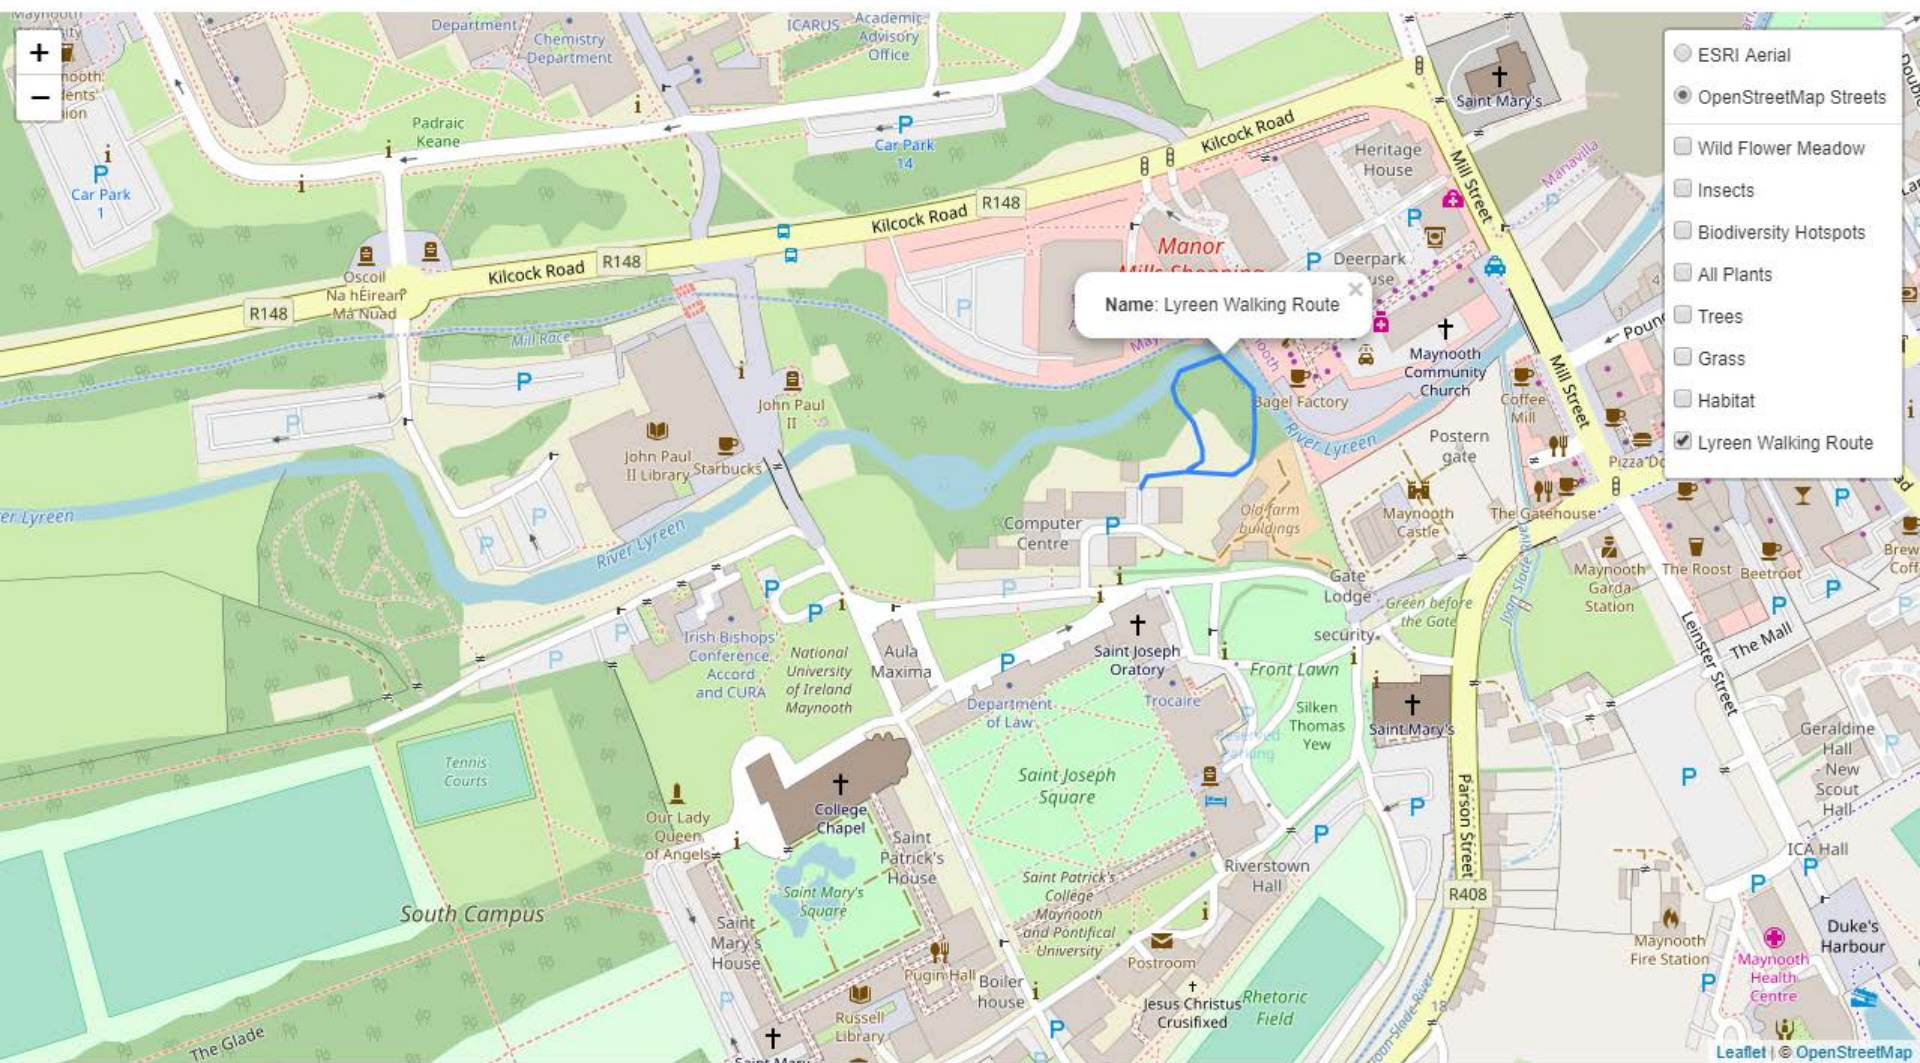 Department
ICARUS
Academic
Advisory
Office
Chemistry
Department
+
−
Padraic
Keane
Car Park
14
Car Park
1
Kilcock Road
Heritage
House
Mill Street
Saint Mary's
Manavilla
ESRI Aerial
OpenStreetMap Streets
Wild Flower Meadow
Insects
Biodiversity Hotspots
All Plants
Trees
Grass
Habitat
Lyreen Walking Route
R148
Kilcock Road
R148
Kilcock Road
R148
Oscoil
Na hÉirean
Má Nuad
Manor
Mills Shopping
Deerpark
Name: Lyreen Walking Route
×
Mill Race
Maynooth
Community
Church
Mill Street
Coffee
Mill
Bagel Factory
River Lyreen
Postern
gate
John Paul
II
John Paul
II Library
Starbucks
Pizza
Maynooth
Castle
The Gatehouse
Old farm
buildings
Computer
Centre
River Lyreen
Lyreen
Maynooth
Garda
Station
The Roost
Beetroot
Gate
Lodge
Green before
the Gate
security
The Mall
Leinster Street
Irish Bishops'
Conference,
Accord
and CURA
National
University
of Ireland
Maynooth
Aula
Maxima
Saint Joseph
Oratory
Front Lawn
Department
of Law
Trocaire
Silken
Thomas
Yew
Reserved
Parking
Saint Mary's
Geraldine
Hall
- New
Scout
Hall
Tennis
Courts
Saint Joseph
Square
Parson Street
Our Lady
Queen
of Angels
College
Chapel
Saint
Patrick's
House
Saint Mary's
Square
Saint Patrick's
College
Maynooth
and Pontifical
University
Riverstown
Hall
ICA Hall
R408
South Campus
Saint
Mary's
House
Pugin Hall
Boiler
house
Postroom
Maynooth
Fire Station
Maynooth
Health
Centre
Duke's
Harbour
Jesus Christus
Crusifixed
Rhetoric
Field
Russell
Library
The Glade
18
Leaflet | © OpenStreetMap